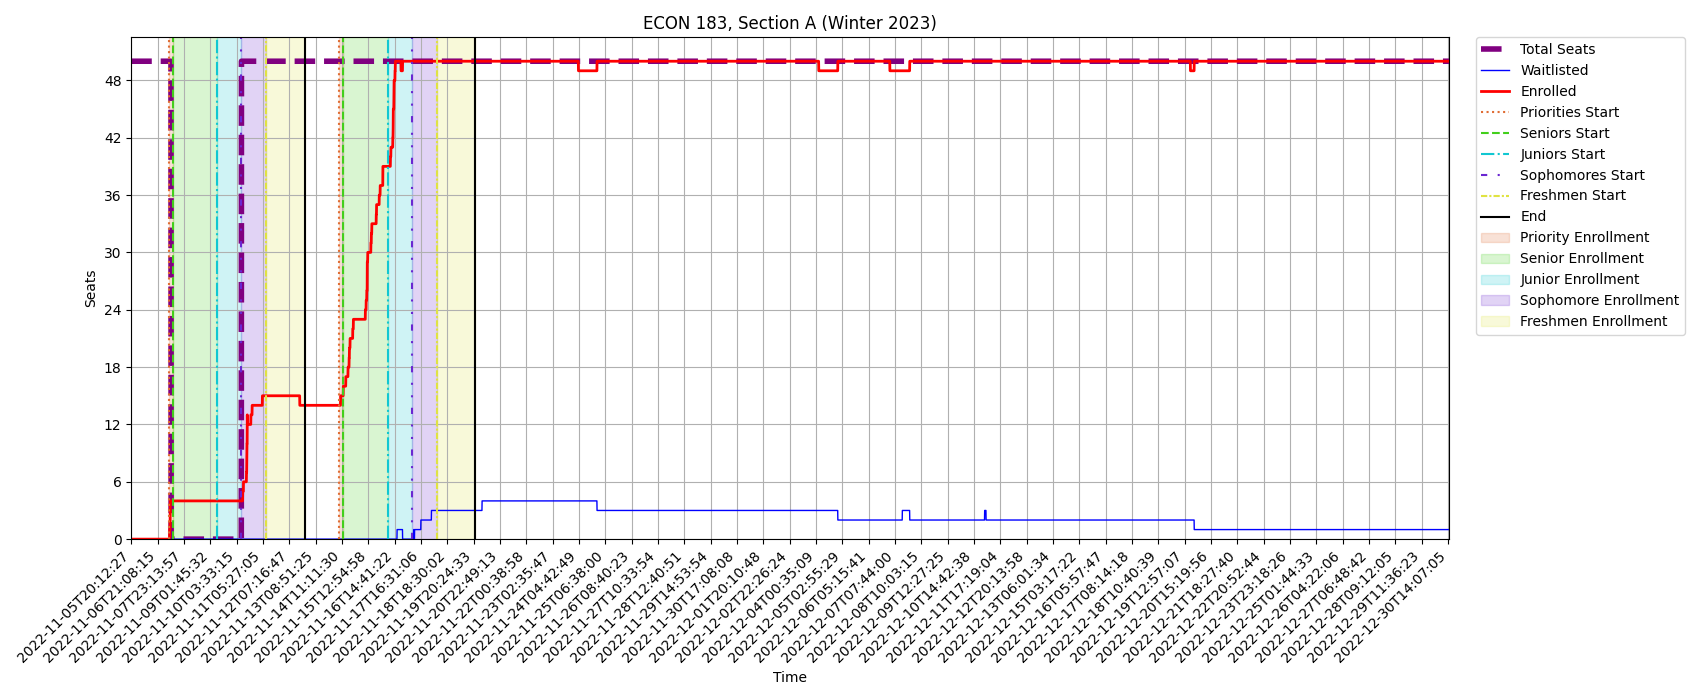 ECON 183, Section A (Winter 2023)
Seats
48
42
36
30
24
18
12
6
0
2022-11-05T20:12:27
2022-11-06T21:08:15
2022-11-07T23:13:57
2022-11-09T01:45:32
2022-11-10T03:33:15
2022-11-11T05:27:05
2022-11-12T07:16:47
2022-11-13T08:51:25
2022-11-14T11:11:30
2022-11-15T12:54:58
2022-11-16T14:41:22
2022-11-17T16:31:06
2022-11-18T18:30:02
2022-11-19T20:24:33
2022-11-20T22:49:13
2022-11-22T00:38:58
2022-11-23T02:35:47
2022-11-24T04:42:49
2022-11-25T06:38:00
2022-11-26T08:40:23
2022-11-27T10:33:54
2022-11-28T12:40:51
2022-11-29T14:53:54
2022-11-30T17:08:08
2022-12-01T20:10:48
2022-12-02T22:26:24
2022-12-04T00:35:09
2022-12-05T02:55:29
2022-12-06T05:15:41
2022-12-07T07:44:00
2022-12-08T10:03:15
2022-12-09T12:27:25
2022-12-10T14:42:38
2022-12-11T17:19:04
2022-12-12T20:13:58
2022-12-13T06:01:34
2022-12-15T03:17:22
2022-12-16T05:57:47
2022-12-17T08:14:18
2022-12-18T10:40:39
2022-12-19T12:57:07
2022-12-20T15:19:56
2022-12-21T18:27:40
2022-12-22T20:52:44
2022-12-23T23:18:26
2022-12-25T01:44:33
2022-12-26T04:22:06
2022-12-27T06:48:42
2022-12-28T09:12:05
2022-12-29T11:36:23
2022-12-30T14:07:05
Time
Total Seats
Waitlisted
Enrolled
Priorities Start
Seniors Start
Juniors Start
Sophomores Start
Freshmen Start
End
Priority Enrollment
Senior Enrollment
Junior Enrollment
Sophomore Enrollment
Freshmen Enrollment